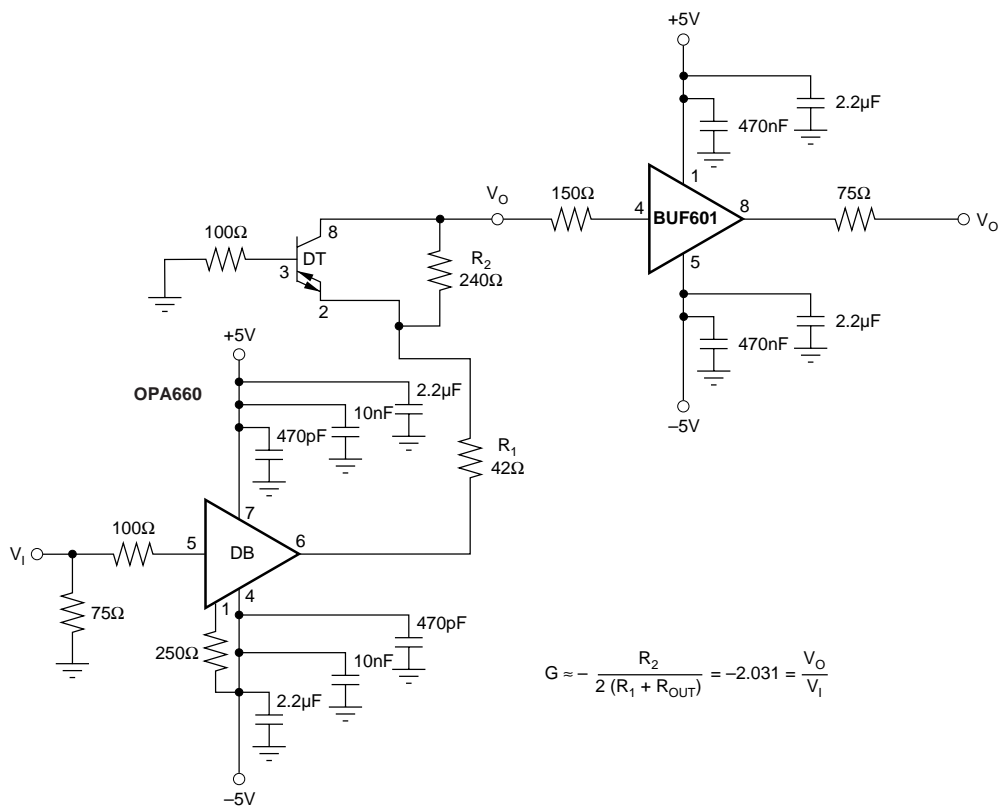 +5V
2.2µF
470nF
1
V_O
150Ω
4
BUF601
8
75Ω
V_O
5
2.2µF
470nF
–5V
100Ω
3
8
DT
2
R_2
240Ω
+5V
OPA660
2.2µF
10nF
470pF
R_1
42Ω
7
V_I
100Ω
5
DB
6
75Ω
1
4
250Ω
470pF
10nF
2.2µF
–5V
G ≈ – R_2 / 2 (R_1 + R_OUT) = –2.031 = V_O / V_I